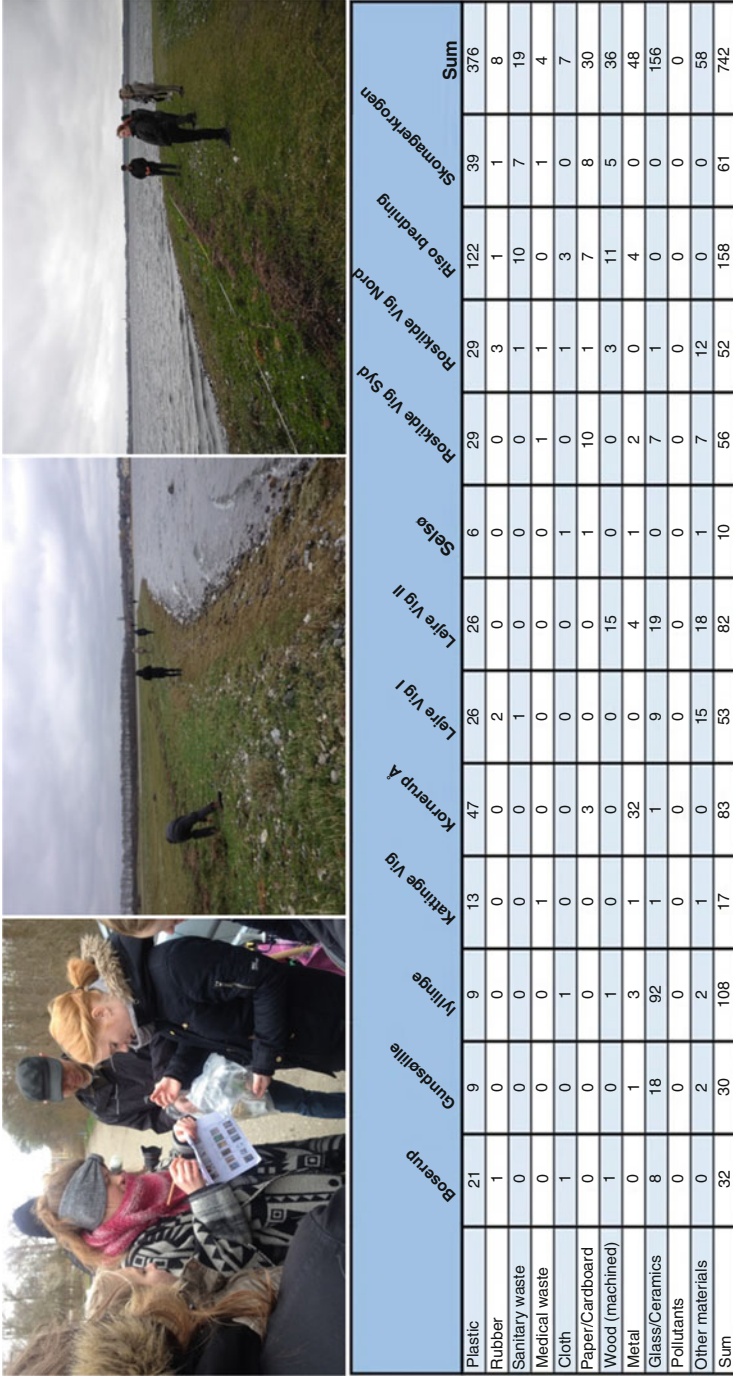 Boserup Gundsølille Jyllinge Kattinge Vig Kornerup Å Lejre Vig I Lejre Vig II Selsø Roskilde Vig Syd Roskilde Vig Nord Riso bredning Skomagerkrogen Sum
Plastic 21 9 9 13 47 26 26 6 29 29 122 39 376
Rubber 1 0 0 0 0 2 0 0 0 3 1 1 8
Sanitary waste 0 0 0 0 0 1 0 0 0 1 10 7 19
Medical waste 0 0 0 1 0 0 0 0 1 1 0 1 4
Cloth 1 0 1 0 0 0 0 1 0 1 3 0 7
Paper/Cardboard 0 0 0 0 3 0 0 1 10 1 7 8 30
Wood (machined) 1 0 1 0 0 0 15 0 0 3 11 5 36
Metal 0 1 3 1 32 0 4 1 2 0 4 0 48
Glass/Ceramics 8 18 92 1 1 9 19 0 7 1 0 0 156
Pollutants 0 0 0 0 0 0 0 0 0 0 0 0 0
Other materials 0 2 2 1 0 15 18 1 7 12 0 0 58
Sum 32 30 108 17 83 53 82 10 56 52 158 61 742